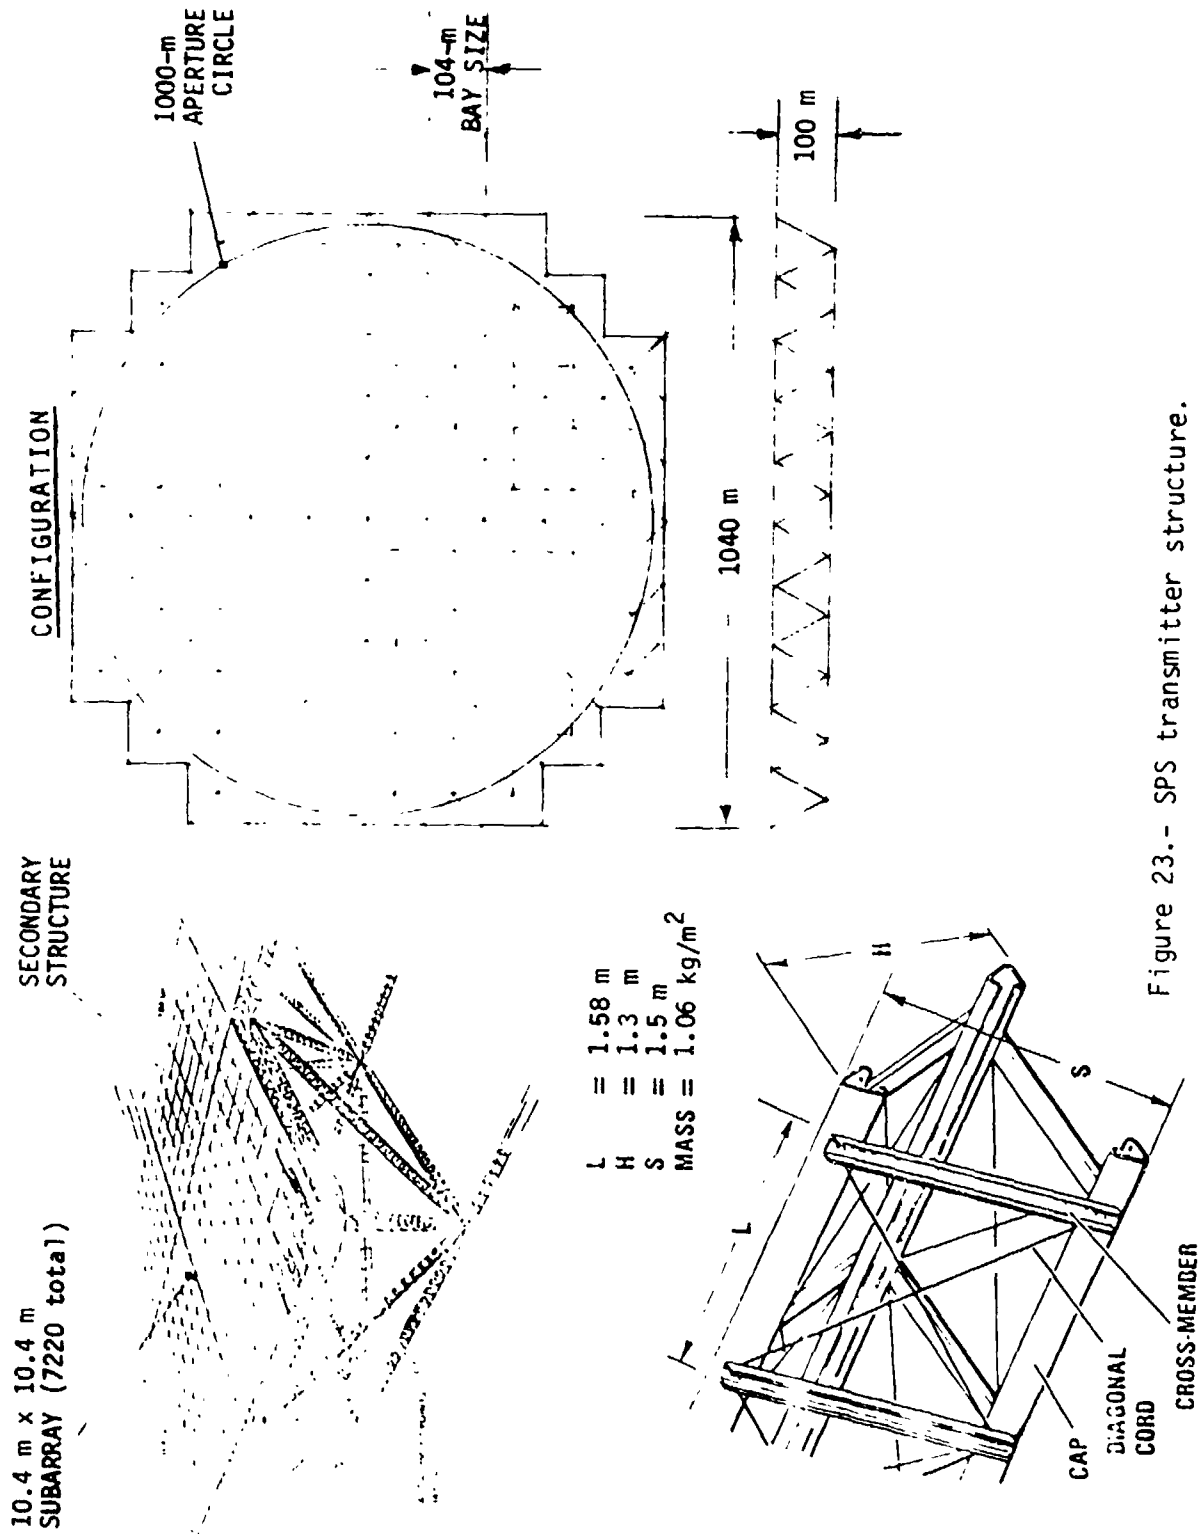 10.4 m x 10.4 m
SUBARRAY (7220 total)
SECONDARY
STRUCTURE
CONFIGURATION
1000-m
APERTURE
CIRCLE
104-m
BAY SIZE
1040 m
100 m
L = 1.58 m
H = 1.3 m
S = 1.5 m
MASS = 1.06 kg/m²
L
H
S
CAP
DIAGONAL
CORD
CROSS-MEMBER
Figure 23.- SPS transmitter structure.